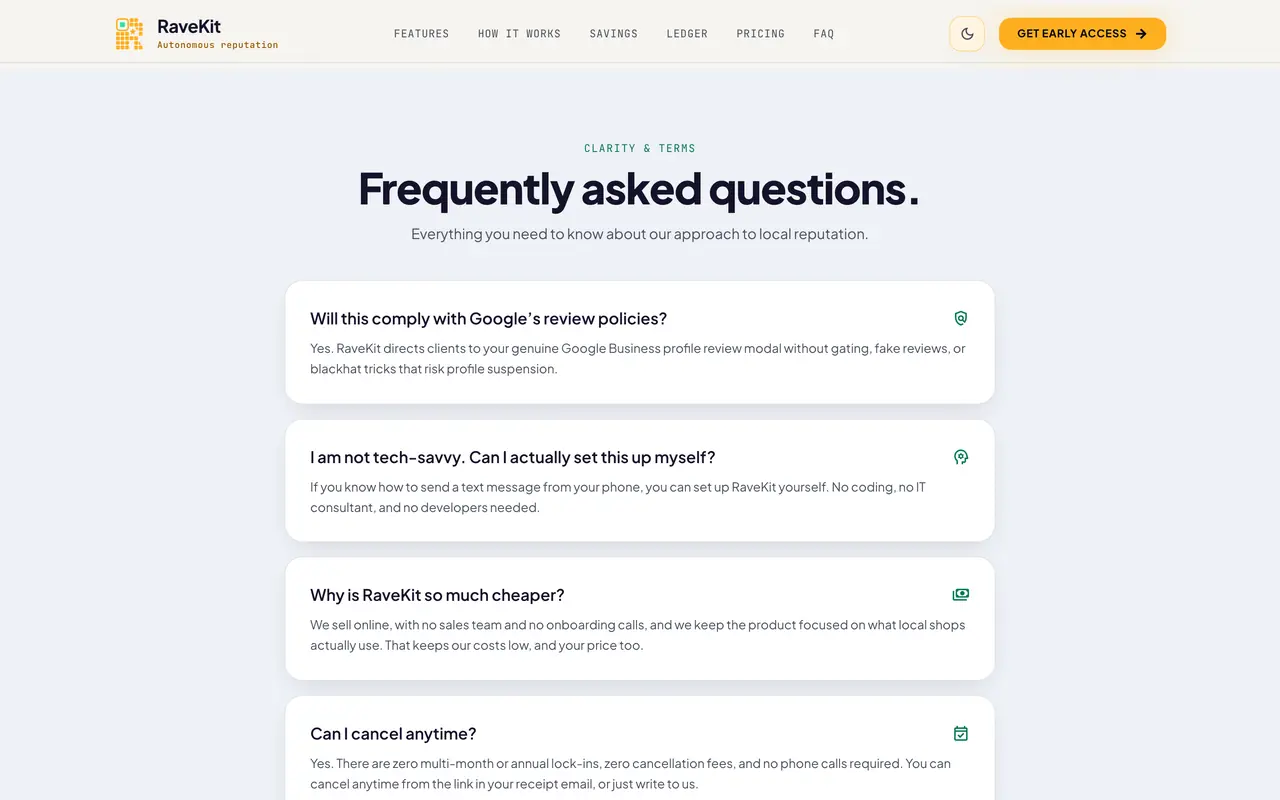 RaveKit
Autonomous reputation
FEATURES
HOW IT WORKS
SAVINGS
LEDGER
PRICING
FAQ
GET EARLY ACCESS
CLARITY & TERMS
Frequently asked questions.
Everything you need to know about our approach to local reputation.
Will this comply with Google’s review policies?
Yes. RaveKit directs clients to your genuine Google Business profile review modal without gating, fake reviews, or
blackhat tricks that risk profile suspension.
I am not tech-savvy. Can I actually set this up myself?
If you know how to send a text message from your phone, you can set up RaveKit yourself. No coding, no IT
consultant, and no developers needed.
Why is RaveKit so much cheaper?
We sell online, with no sales team and no onboarding calls, and we keep the product focused on what local shops
actually use. That keeps our costs low, and your price too.
Can I cancel anytime?
Yes. There are zero multi-month or annual lock-ins, zero cancellation fees, and no phone calls required. You can
cancel anytime from the link in your receipt email, or just write to us.